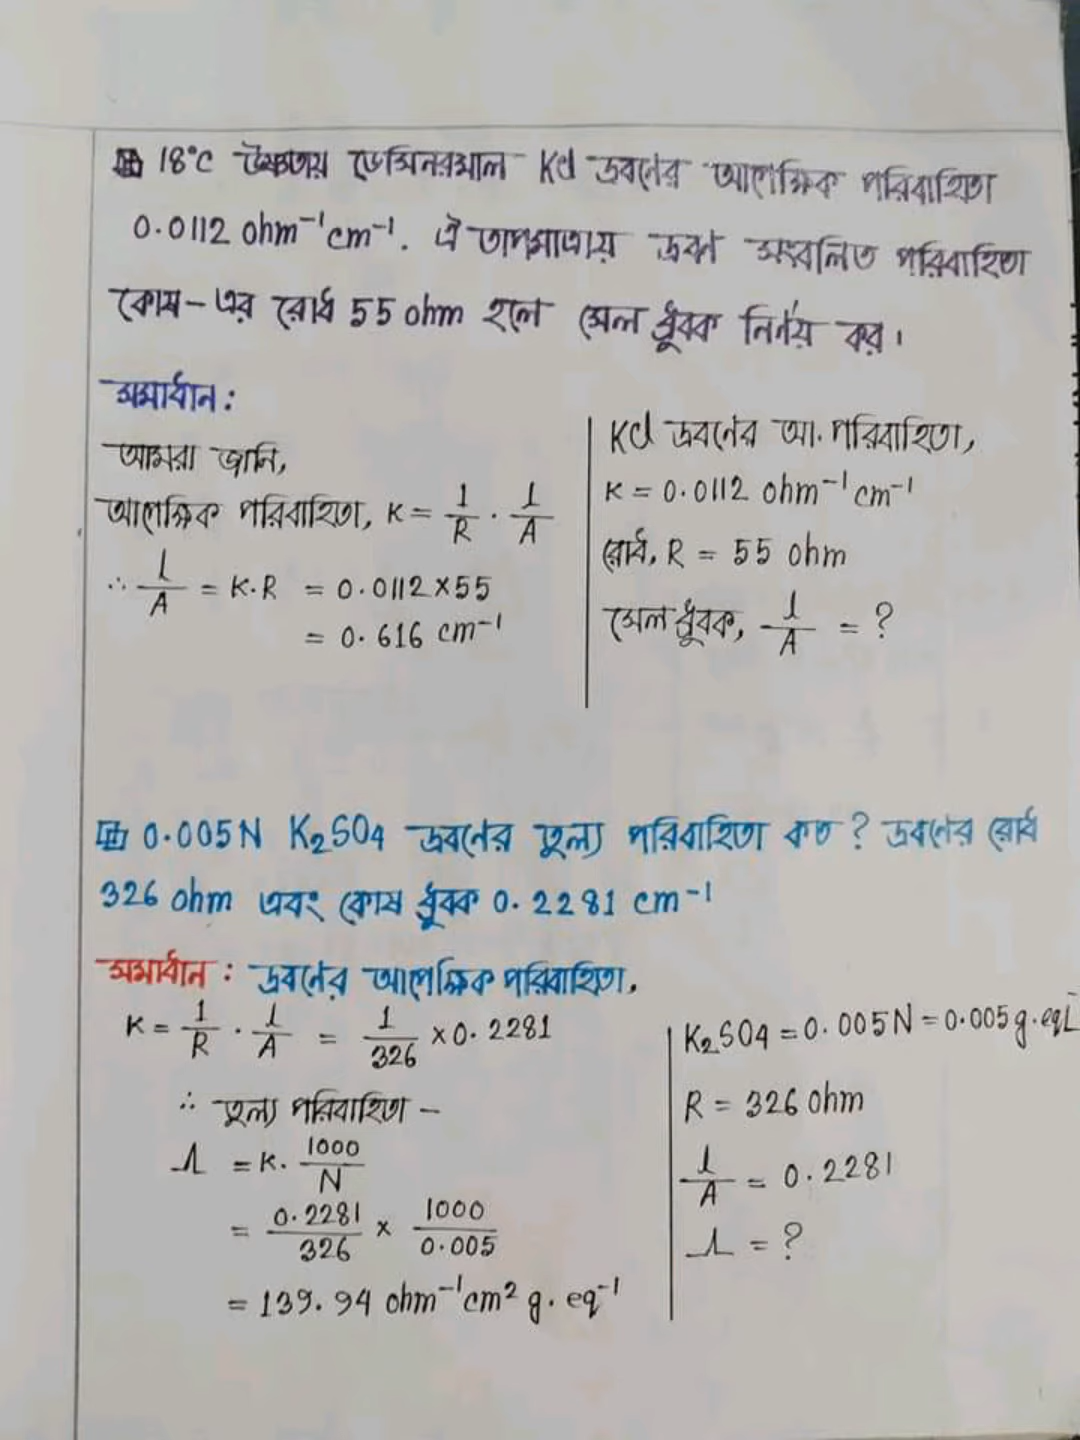 18°C উষ্ণতায় ডেসিনরমাল KCl দ্রবণের আপেক্ষিক পরিবাহিতা
0.0112 ohm⁻¹cm⁻¹. ঐ তাপমাত্রায় দ্রবণ সংবলিত পরিবাহিতা
কোষ-এর রোধ 55 ohm হলে সেল ধ্রুবক নির্ণয় কর।
সমাধান:
আমরা জানি,
আপেক্ষিক পরিবাহিতা, K = 1/R · l/A
∴ l/A = K·R = 0.0112×55
= 0.616 cm⁻¹
KCl দ্রবণের আ. পরিবাহিতা,
K = 0.0112 ohm⁻¹cm⁻¹
রোধ, R = 55 ohm
সেল ধ্রুবক, l/A = ?
0.005N K₂SO₄ দ্রবণের তুল্য পরিবাহিতা কত? দ্রবণের রোধ
326 ohm এবং কোষ ধ্রুবক 0.2281 cm⁻¹
সমাধান: দ্রবণের আপেক্ষিক পরিবাহিতা,
K = 1/R · l/A = 1/326 × 0.2281
∴ তুল্য পরিবাহিতা –
Λ = K· 1000/N
= 0.2281/326 × 1000/0.005
= 139.94 ohm⁻¹cm² g.eq⁻¹
K₂SO₄ = 0.005N = 0.005 g.eqL⁻
R = 326 ohm
l/A = 0.2281
Λ = ?